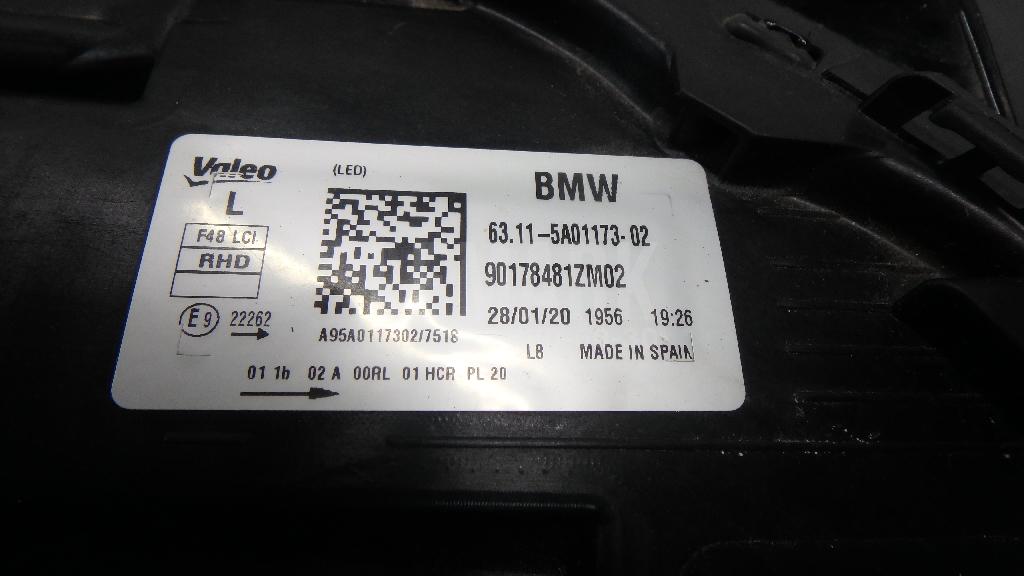 Valeo
(LED)
L
F48 LCI
RHD
E9 22262
A95A0117302/7518
BMW
63.11-5A01173-02
90178481ZM02
28/01/20 1956 19:26
L8 MADE IN SPAIN
01 1b 02 A 00RL 01 HCR PL 20